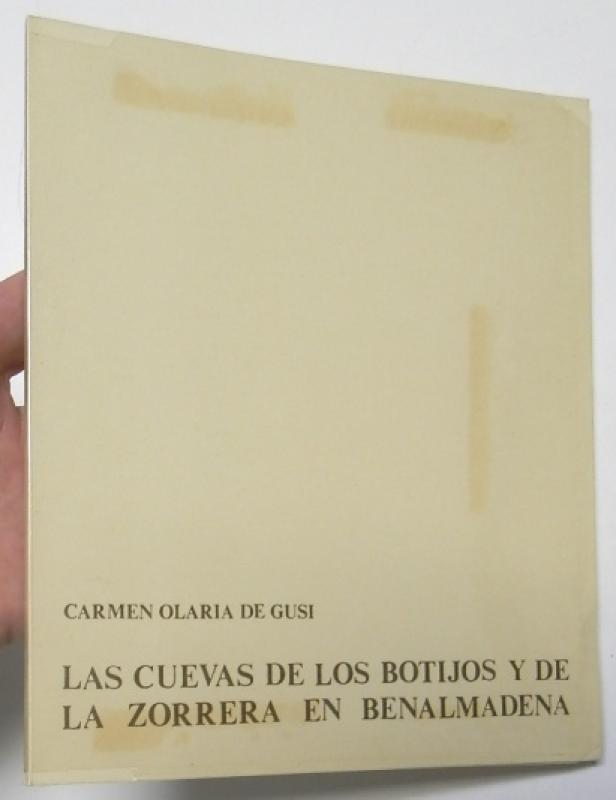 CARMEN OLARIA DE GUSI
LAS CUEVAS DE LOS BOTIJOS Y DE
LA ZORRERA EN BENALMADENA